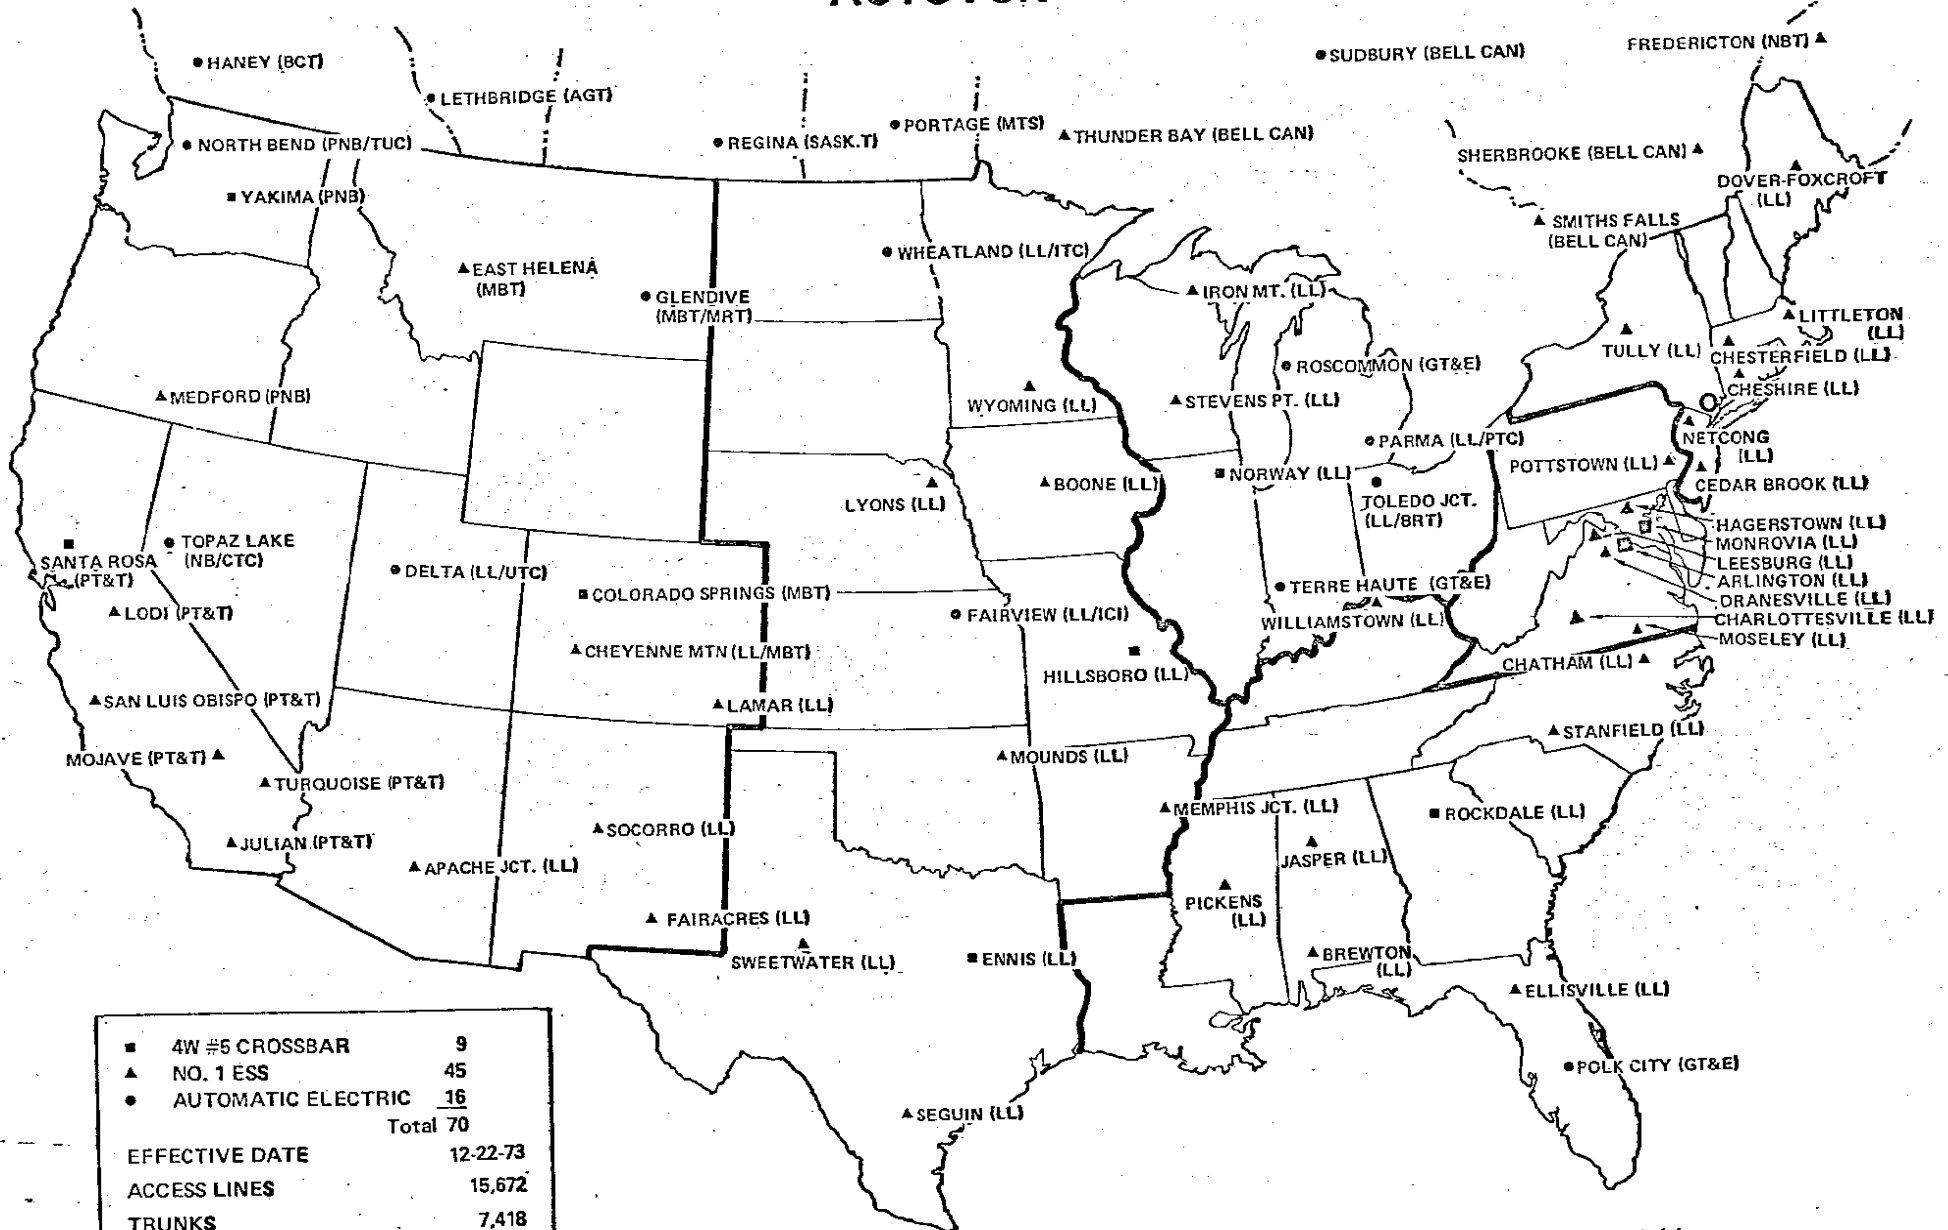 HANEY (BCT)
SUDBURY (BELL CAN)
FREDERICTON (NBT)
LETHBRIDGE (AGT)
NORTH BEND (PNB/TUC)
REGINA (SASK.T)
PORTAGE (MTS)
THUNDER BAY (BELL CAN)
SHERBROOKE (BELL CAN)
DOVER-FOXCROFT
(LL)
YAKIMA (PNB)
SMITHS FALLS
(BELL CAN)
WHEATLAND (LL/ITC)
EAST HELENA
(MBT)
GLENDIVE
(MBT/MRT)
IRON MT. (LL)
LITTLETON
(LL)
TULLY (LL)
CHESTERFIELD (LL)
ROSCOMMON (GT&E)
CHESHIRE (LL)
MEDFORD (PNB)
WYOMING (LL)
STEVENS PT. (LL)
PARMA (LL/PTC)
NETCONG
(LL)
POTTSTOWN (LL)
NORWAY (LL)
BOONE (LL)
CEDAR BROOK (LL)
LYONS (LL)
TOLEDO JCT.
(LL/BRT)
HAGERSTOWN (LL)
MONROVIA (LL)
LEESBURG (LL)
ARLINGTON (LL)
DRANESVILLE (LL)
CHARLOTTESVILLE (LL)
MOSELEY (LL)
SANTA ROSA
(PT&T)
TOPAZ LAKE
(NB/CTC)
DELTA (LL/UTC)
COLORADO SPRINGS (MBT)
TERRE HAUTE (GT&E)
LODI (PT&T)
FAIRVIEW (LL/ICI)
WILLIAMSTOWN (LL)
CHEYENNE MTN (LL/MBT)
HILLSBORO (LL)
CHATHAM (LL)
SAN LUIS OBISPO (PT&T)
LAMAR (LL)
STANFIELD (LL)
MOJAVE (PT&T)
MOUNDS (LL)
TURQUOISE (PT&T)
MEMPHIS JCT. (LL)
ROCKDALE (LL)
SOCORRO (LL)
JULIAN (PT&T)
JASPER (LL)
APACHE JCT. (LL)
PICKENS
(LL)
FAIRACRES (LL)
SWEETWATER (LL)
ENNIS (LL)
BREWTON
(LL)
ELLISVILLE (LL)
POLK CITY (GT&E)
SEGUIN (LL)
4W #5 CROSSBAR 9
NO. 1 ESS 45
AUTOMATIC ELECTRIC 16
Total 70
EFFECTIVE DATE 12-22-73
ACCESS LINES 15,672
TRUNKS 7,418